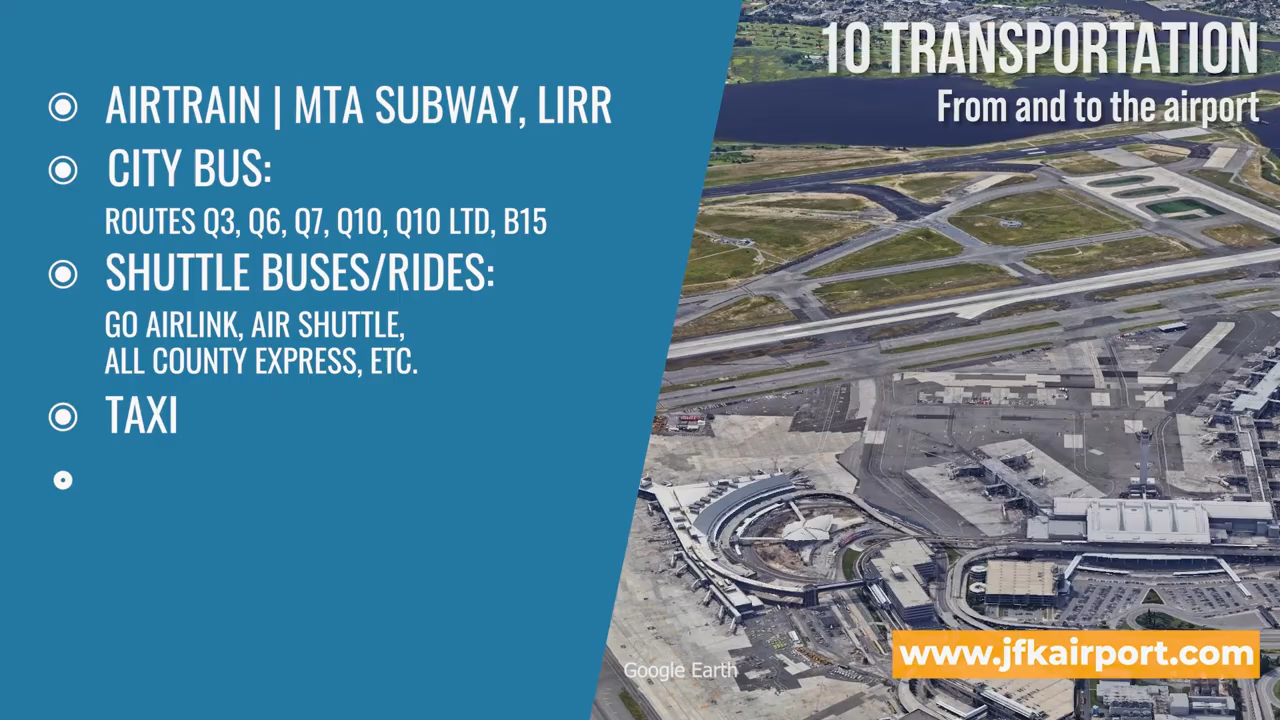 10 TRANSPORTATION
From and to the airport
AIRTRAIN | MTA SUBWAY, LIRR
CITY BUS:
ROUTES Q3, Q6, Q7, Q10, Q10 LTD, B15
SHUTTLE BUSES/RIDES:
GO AIRLINK, AIR SHUTTLE,
ALL COUNTY EXPRESS, ETC.
TAXI
www.jfkairport.com
Google Earth